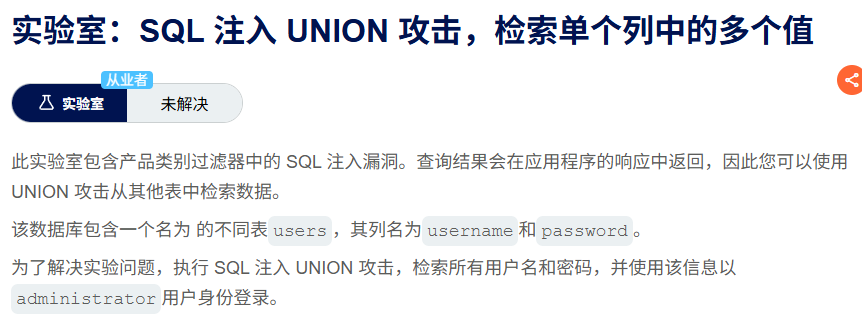 实验室：SQL 注入 UNION 攻击，检索单个列中的多个值
从业者
实验室
未解决
此实验室包含产品类别过滤器中的 SQL 注入漏洞。查询结果会在应用程序的响应中返回，因此您可以使用
UNION 攻击从其他表中检索数据。
该数据库包含一个名为 的不同表users，其列名为username和password。
为了解决实验问题，执行 SQL 注入 UNION 攻击，检索所有用户名和密码，并使用该信息以
administrator用户身份登录。